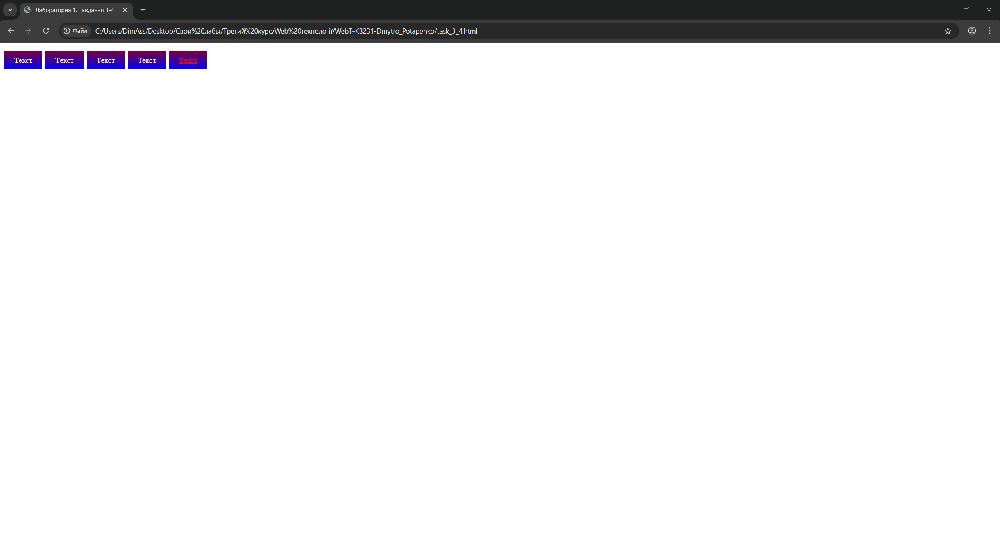 Лабораторна 1. Завдання 3-4
Файл C:/Users/DimAss/Desktop/Свои%20лабы/Третий%20курс/Web%20технології/WebT-KB231-Dmytro_Potapenko/task_3_4.html
Текст Текст Текст Текст Текст